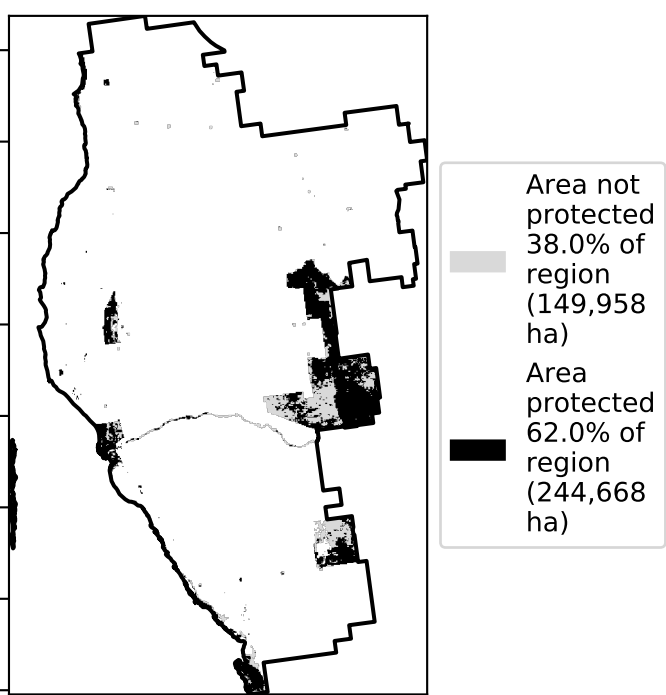 Area not
protected
38.0% of
region
(149,958
ha)
Area
protected
62.0% of
region
(244,668
ha)